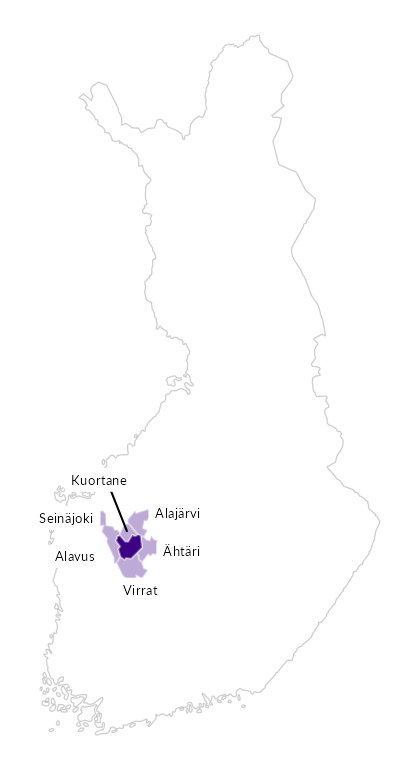 Kuortane
Seinäjoki
Alajärvi
Alavus
Ähtäri
Virrat